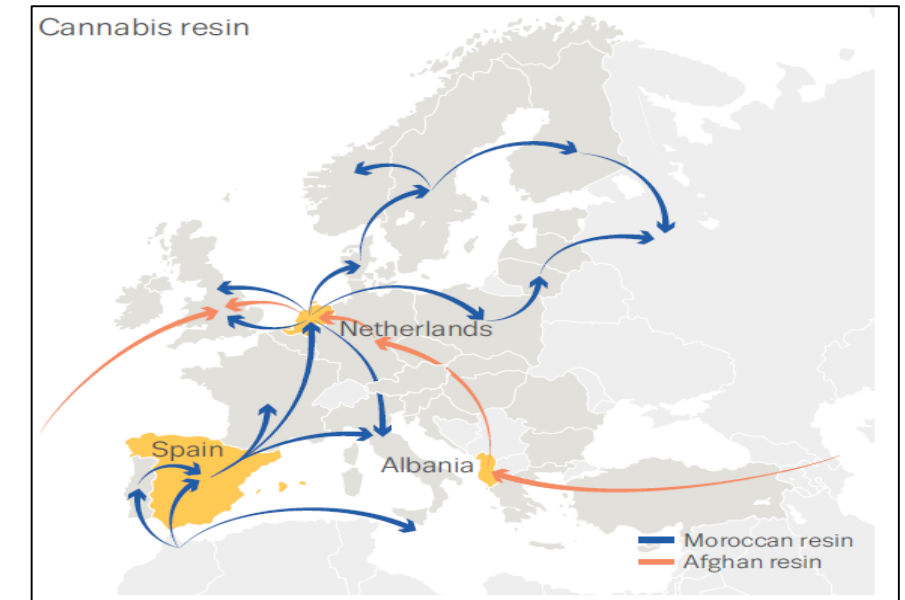 Cannabis resin
Netherlands
Spain
Albania
Moroccan resin
Afghan resin